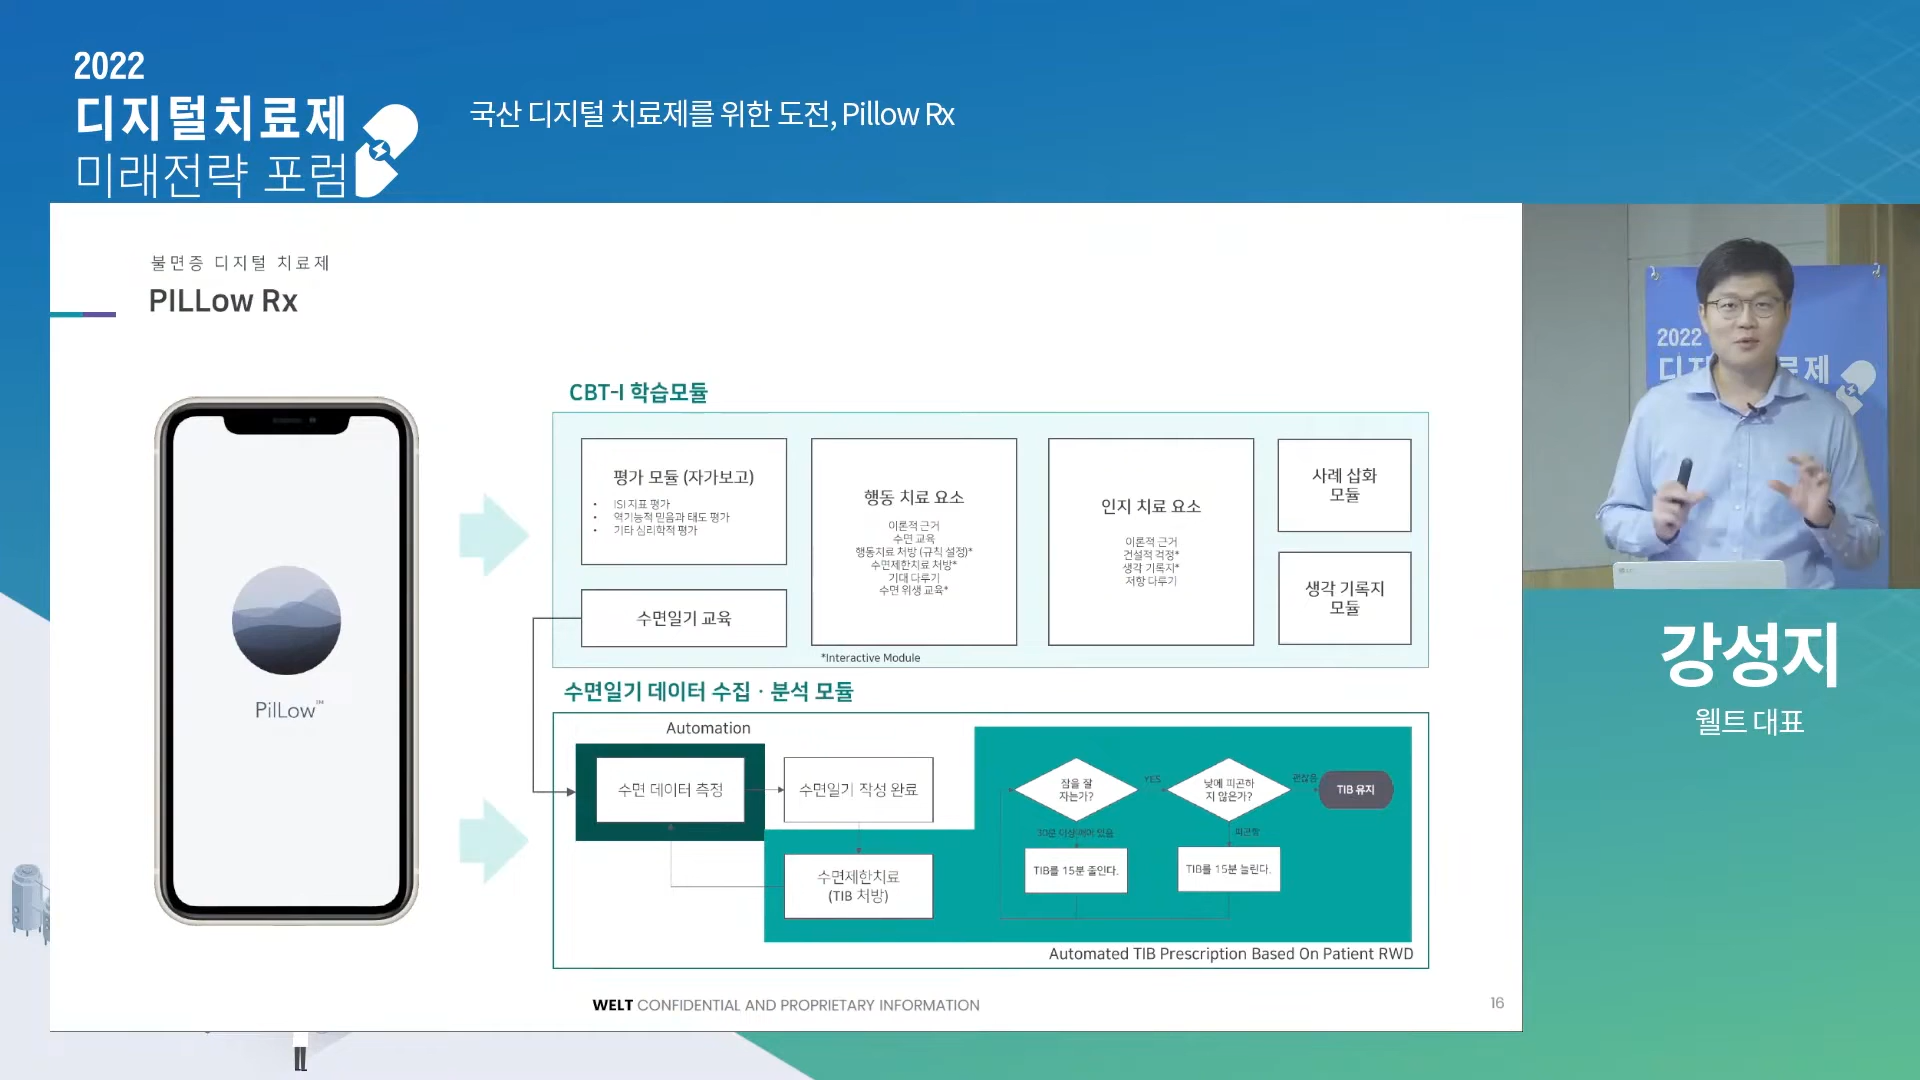 2022
디지털치료제
미래전략 포럼
국산 디지털 치료제를 위한 도전, Pillow Rx
불면증 디지털 치료제
PILLow Rx
PilLow™
CBT-I 학습모듈
평가 모듈 (자가보고)
• ISI 지표 평가
• 역기능적 믿음과 태도 평가
• 기타 심리학적 평가
수면일기 교육
행동 치료 요소
이론적 근거
수면 교육
행동치료 처방 (규칙 설정)*
수면제한치료 처방*
기대 다루기
수면 위생 교육*
인지 치료 요소
이론적 근거
건설적 걱정*
생각 기록지*
저항 다루기
사례 삽화
모듈
생각 기록지
모듈
*Interactive Module
수면일기 데이터 수집 · 분석 모듈
Automation
수면 데이터 측정
수면일기 작성 완료
수면제한치료
(TIB 처방)
잠을 잘
자는가?
YES
낮에 피곤하
지 않은가?
괜찮음
TIB 유지
30분 이상 깨어 있음
피곤함
TIB를 15분 줄인다.
TIB를 15분 늘린다.
Automated TIB Prescription Based On Patient RWD
WELT CONFIDENTIAL AND PROPRIETARY INFORMATION
16
2022
강성지
웰트 대표